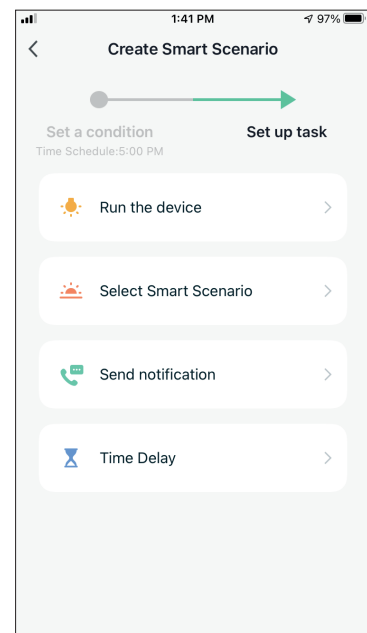 1:41 PM
97%
Create Smart Scenario
Set a condition
Set up task
Time Schedule:5:00 PM
Run the device
Select Smart Scenario
Send notification
Time Delay